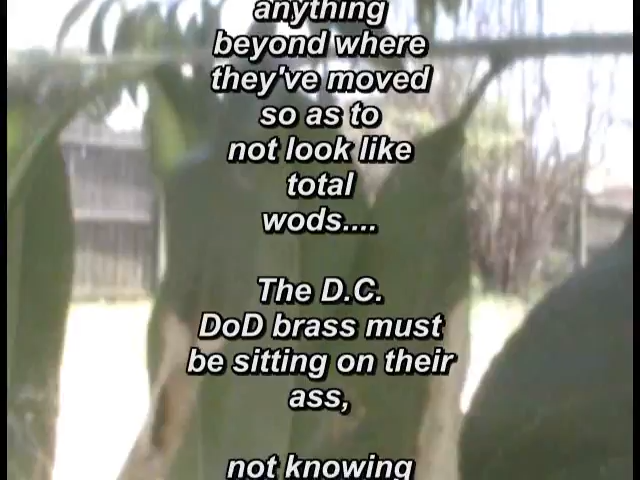 anything
beyond where
they've moved
so as to
not look like
total
wods....
The D.C.
DoD brass must
be sitting on their
ass,
not knowing